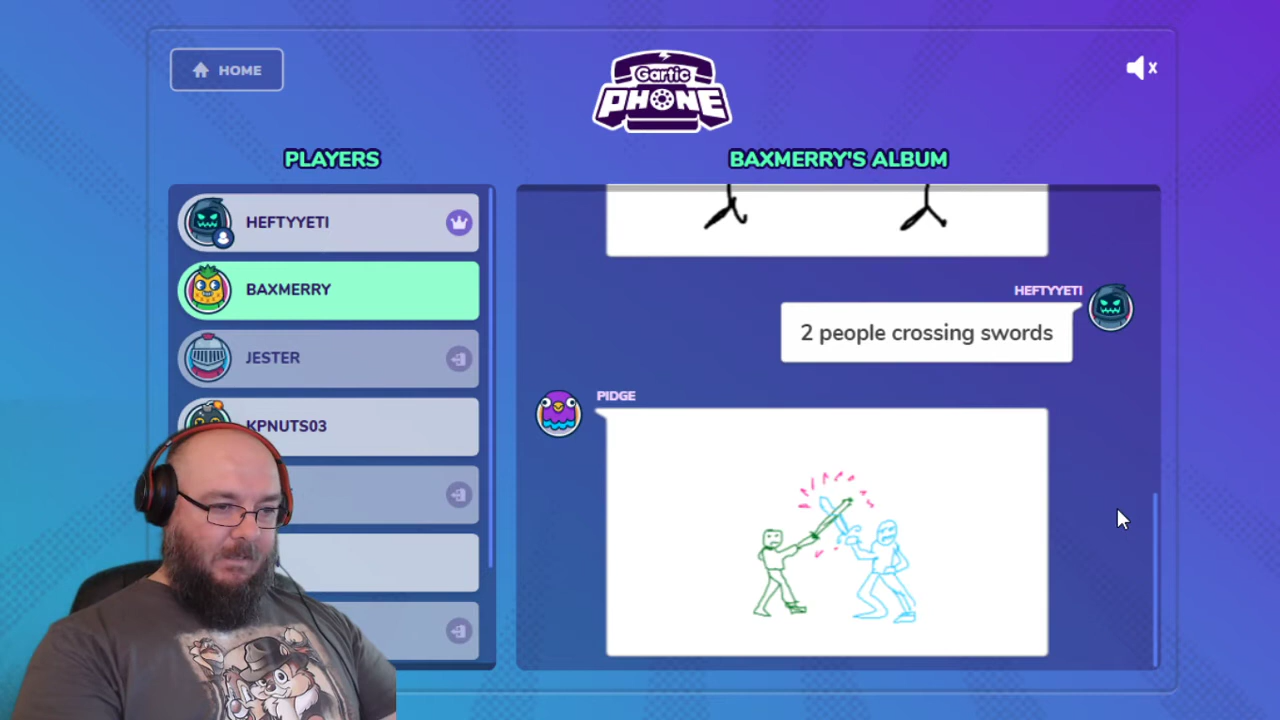 HOME
Gartic
PHONE
x
PLAYERS
BAXMERRY'S ALBUM
HEFTYYETI
BAXMERRY
JESTER
KPNUTS03
HEFTYYETI
2 people crossing swords
PIDGE